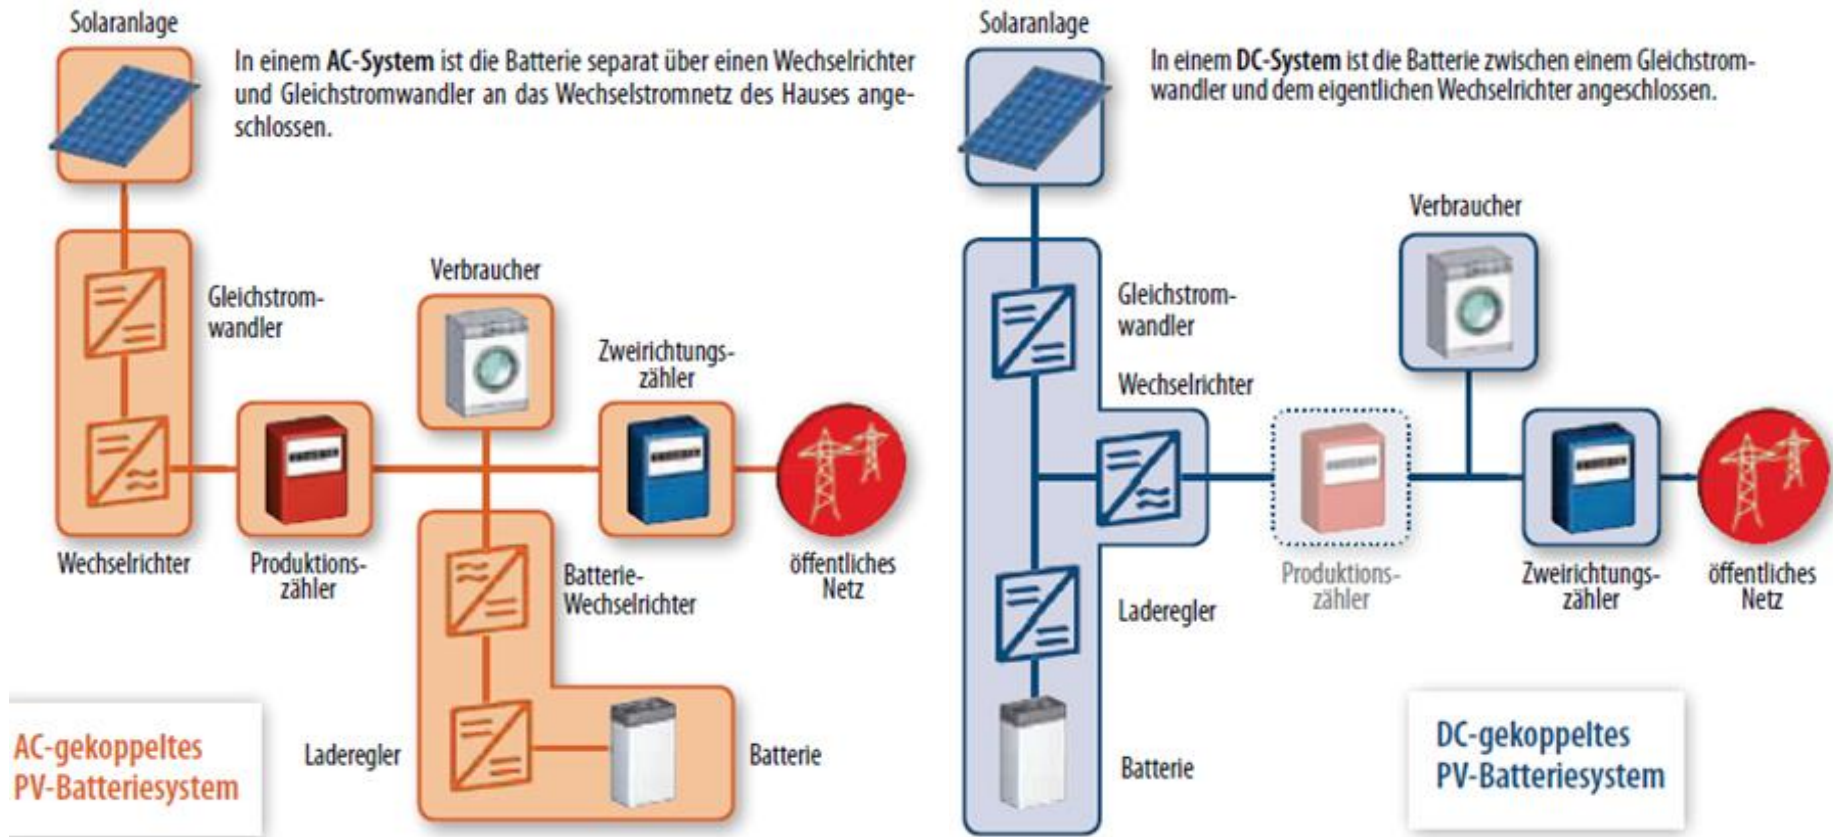 Solaranlage
In einem AC-System ist die Batterie separat über einen Wechselrichter
und Gleichstromwandler an das Wechselstromnetz des Hauses ange-
schlossen.
Gleichstrom-
wandler
Verbraucher
Zweirichtungs-
zähler
Wechselrichter
Produktions-
zähler
Batterie-
Wechselrichter
öffentliches
Netz
Laderegler
Batterie
AC-gekoppeltes
PV-Batteriesystem
Solaranlage
In einem DC-System ist die Batterie zwischen einem Gleichstrom-
wandler und dem eigentlichen Wechselrichter angeschlossen.
Verbraucher
Gleichstrom-
wandler
Wechselrichter
Produktions-
zähler
Zweirichtungs-
zähler
öffentliches
Netz
Laderegler
Batterie
DC-gekoppeltes
PV-Batteriesystem